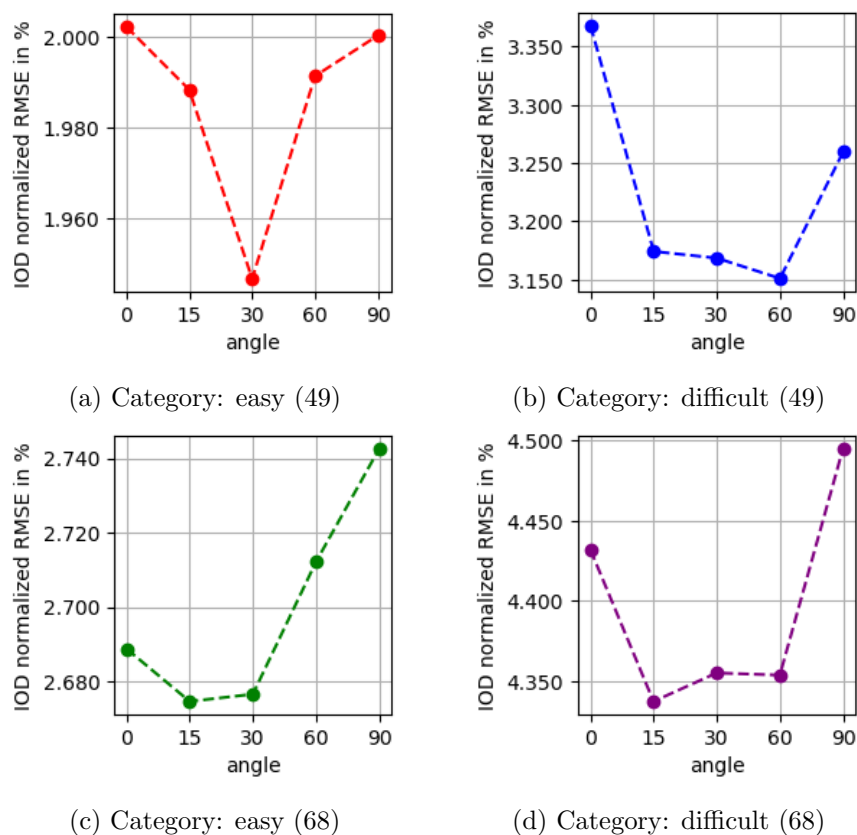 IOD normalized RMSE in %
2.000
1.980
1.960
0 15 30 60 90
angle
(a) Category: easy (49)
IOD normalized RMSE in %
3.350
3.300
3.250
3.200
3.150
0 15 30 60 90
angle
(b) Category: difficult (49)
IOD normalized RMSE in %
2.740
2.720
2.700
2.680
0 15 30 60 90
angle
(c) Category: easy (68)
IOD normalized RMSE in %
4.500
4.450
4.400
4.350
0 15 30 60 90
angle
(d) Category: difficult (68)